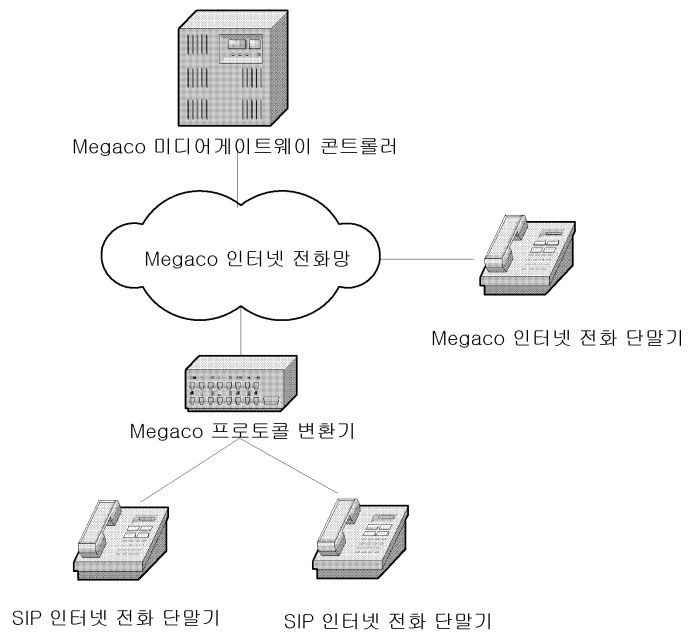 Megaco 미디어게이트웨이 콘트롤러
Megaco 인터넷 전화망
Megaco 인터넷 전화 단말기
Megaco 프로토콜 변환기
SIP 인터넷 전화 단말기
SIP 인터넷 전화 단말기